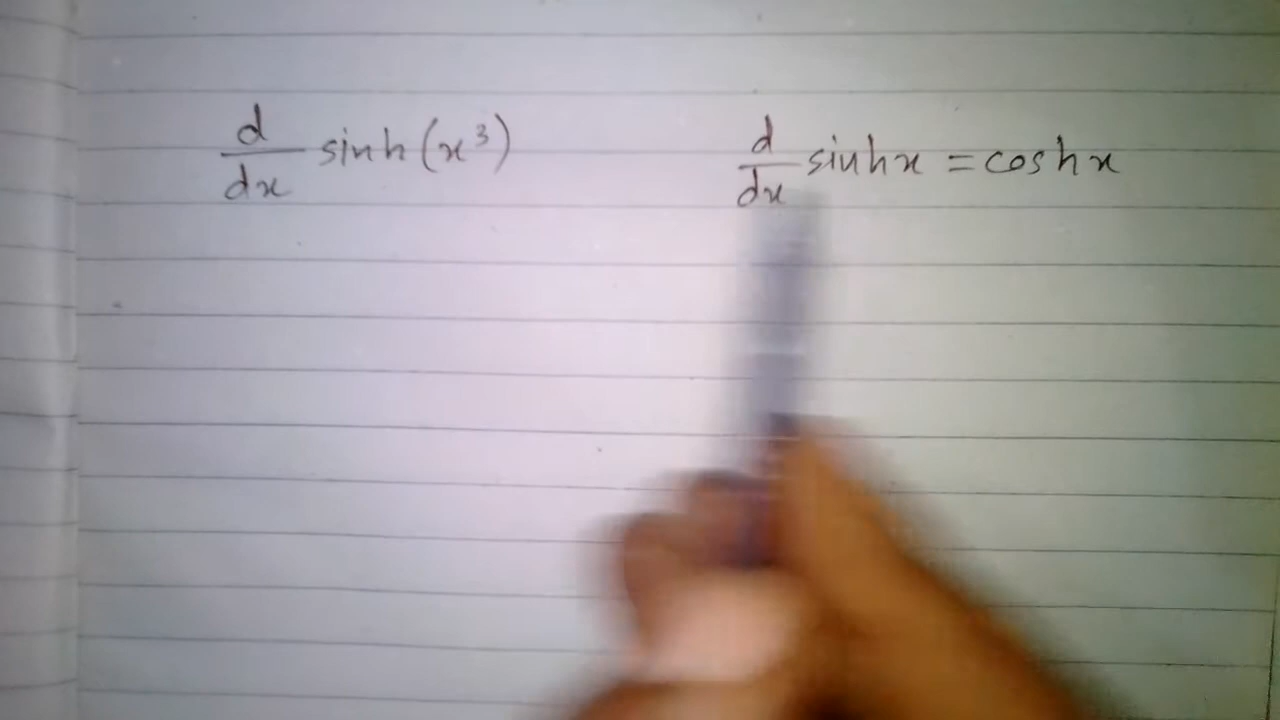 d/dx sinh(x³)
d/dx sinhx = coshx